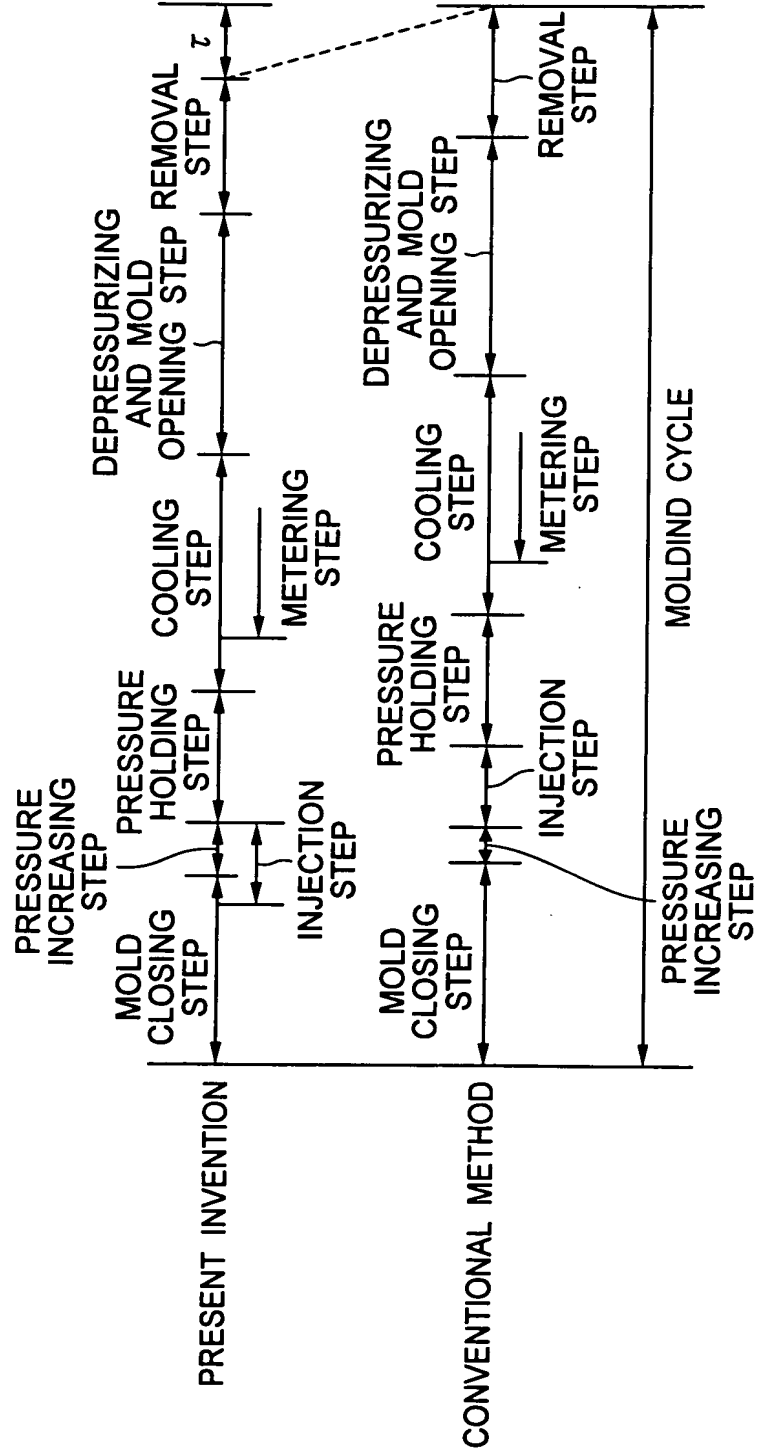 PRESENT INVENTION
MOLD
CLOSING
STEP
PRESSURE
INCREASING
STEP
INJECTION
STEP
PRESSURE
HOLDING
STEP
COOLING
STEP
METERING
STEP
DEPRESSURIZING
AND MOLD
OPENING STEP
REMOVAL
STEP
τ
CONVENTIONAL METHOD
MOLD
CLOSING
STEP
PRESSURE
INCREASING
STEP
INJECTION
STEP
PRESSURE
HOLDING
STEP
COOLING
STEP
METERING
STEP
DEPRESSURIZING
AND MOLD
OPENING STEP
REMOVAL
STEP
MOLDIND CYCLE